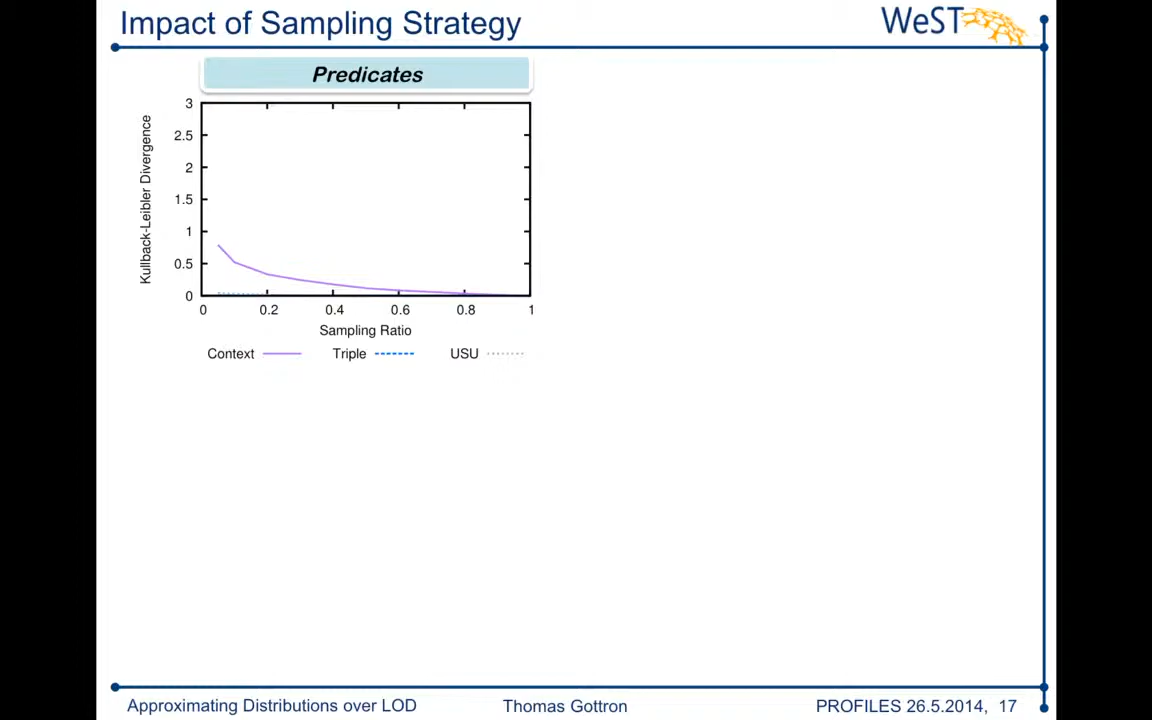 Impact of Sampling Strategy
WeST
Predicates
Kullback-Leibler Divergence
3
2.5
2
1.5
1
0.5
0
0 0.2 0.4 0.6 0.8 1
Sampling Ratio
Context Triple USU
Approximating Distributions over LOD Thomas Gottron PROFILES 26.5.2014, 17